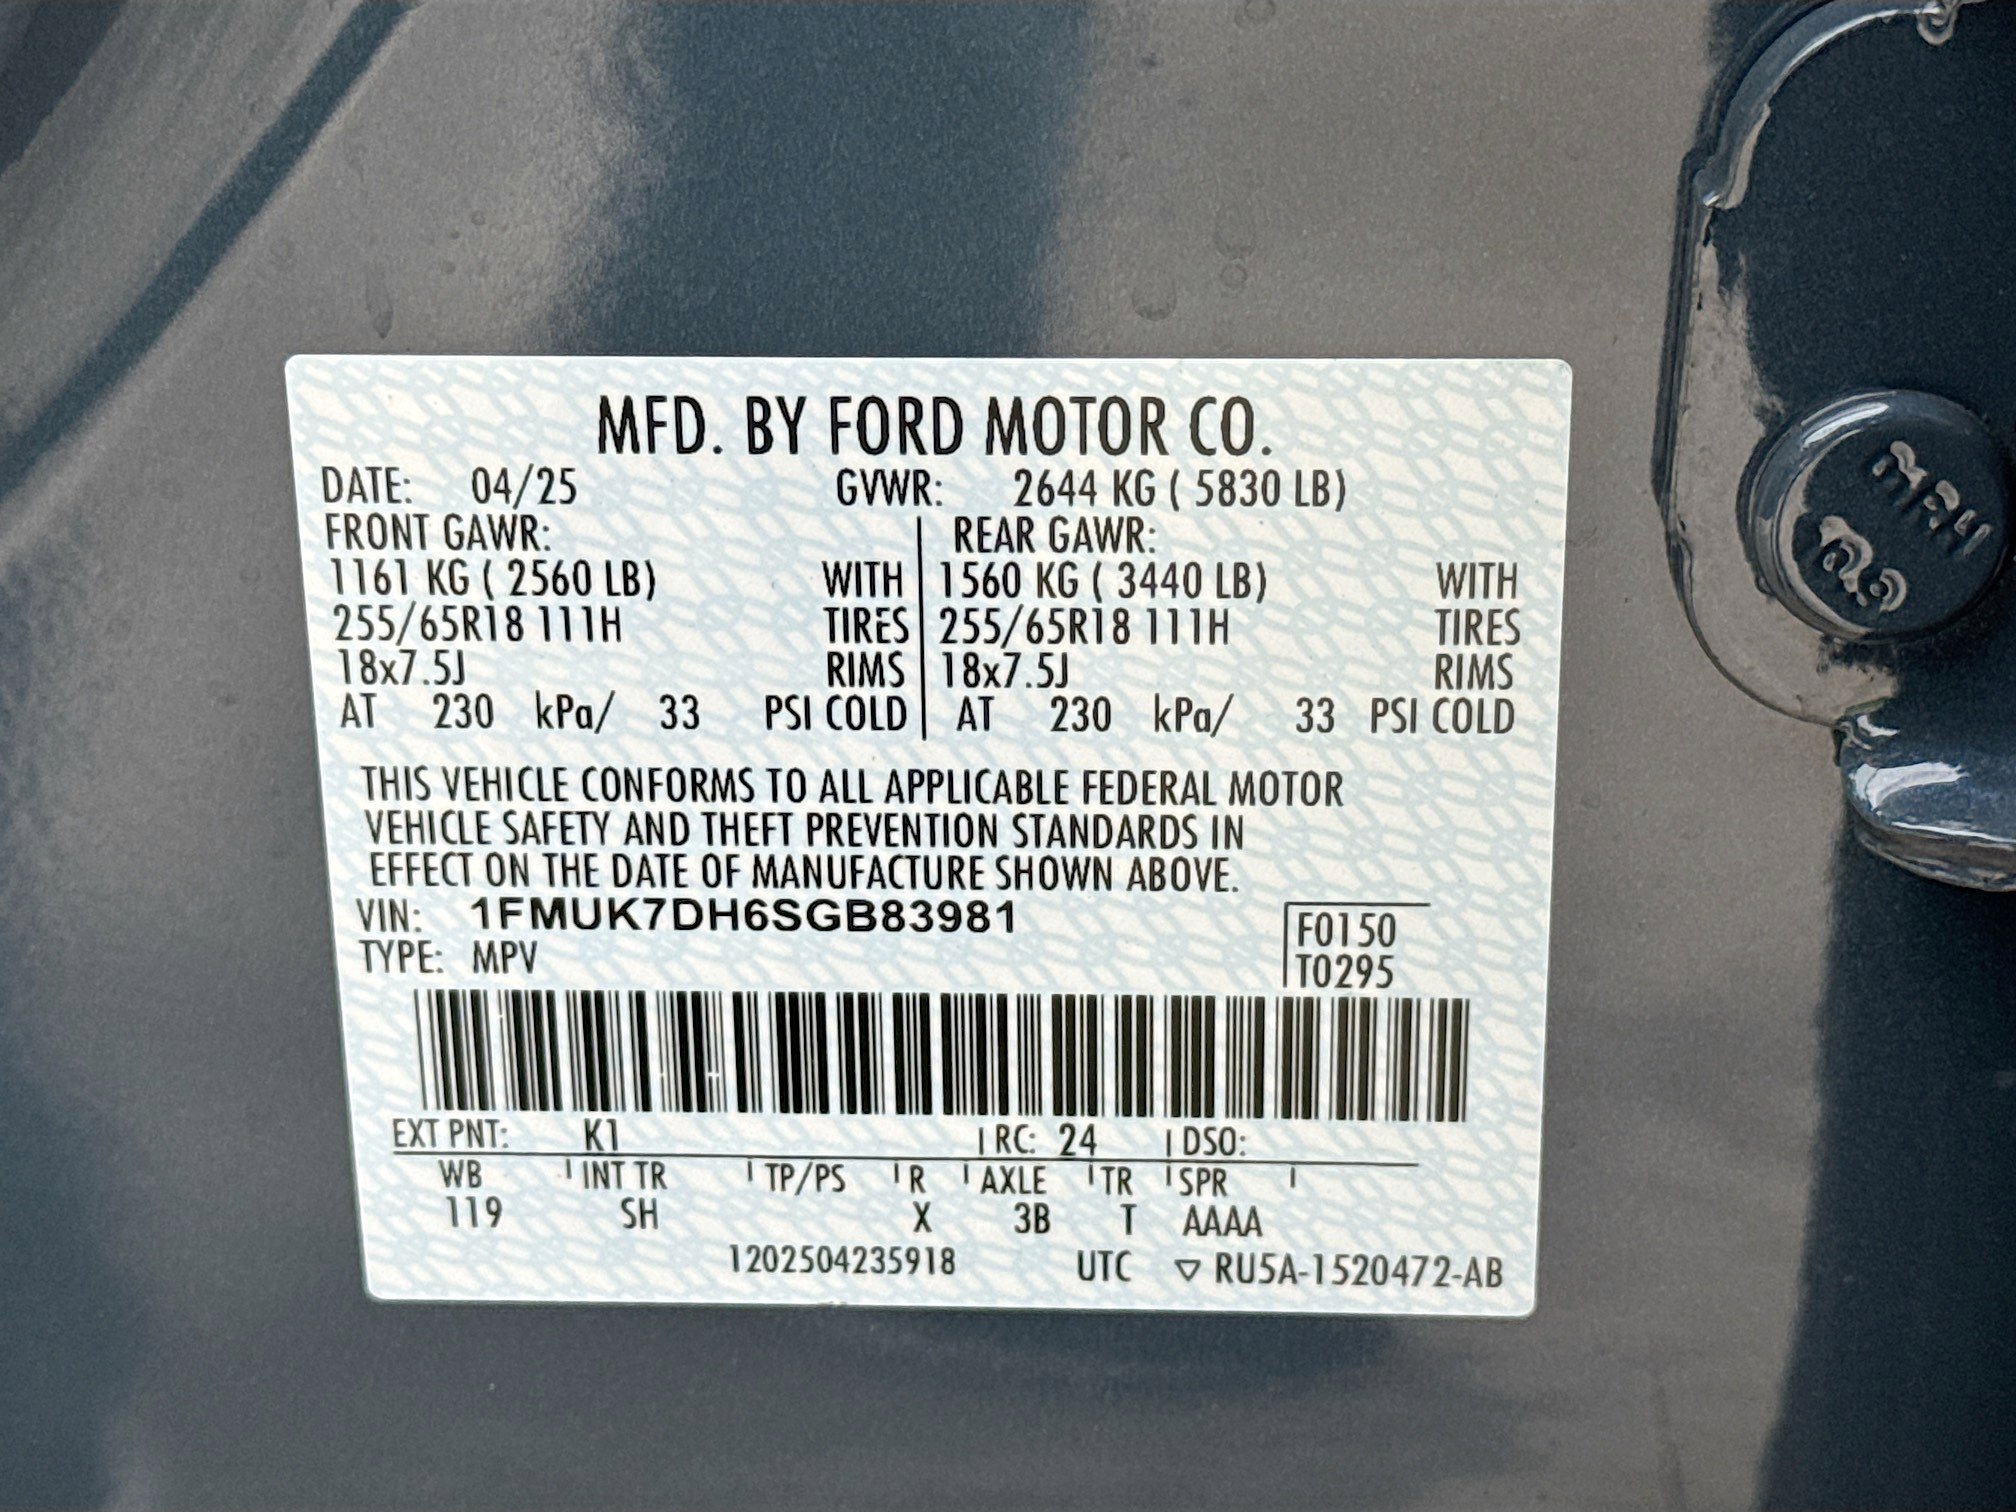 MFD. BY FORD MOTOR CO.
DATE: 04/25 GVWR: 2644 KG ( 5830 LB)
FRONT GAWR: REAR GAWR:
1161 KG ( 2560 LB) WITH 1560 KG ( 3440 LB) WITH
255/65R18 111H TIRES 255/65R18 111H TIRES
18x7.5J RIMS 18x7.5J RIMS
AT 230 kPa/ 33 PSI COLD AT 230 kPa/ 33 PSI COLD
THIS VEHICLE CONFORMS TO ALL APPLICABLE FEDERAL MOTOR
VEHICLE SAFETY AND THEFT PREVENTION STANDARDS IN
EFFECT ON THE DATE OF MANUFACTURE SHOWN ABOVE.
VIN: 1FMUK7DH6SGB83981 F0150
TYPE: MPV T0295
EXT PNT: K1 RC: 24 DSO:
WB INT TR TP/PS R AXLE TR SPR
119 SH X 3B T AAAA
1202504235918 UTC ▽ RU5A-1520472-AB